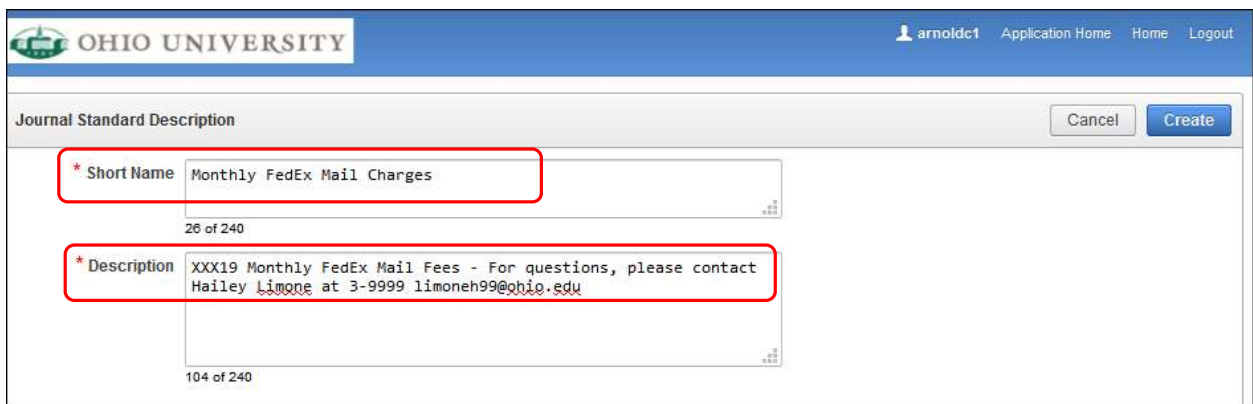 OHIO UNIVERSITY
arnoldc1 Application Home Home Logout
Journal Standard Description
Cancel Create
* Short Name Monthly FedEx Mail Charges
26 of 240
* Description XXX19 Monthly FedEx Mail Fees - For questions, please contact
Hailey Limone at 3-9999 limoneh99@ohio.edu
104 of 240